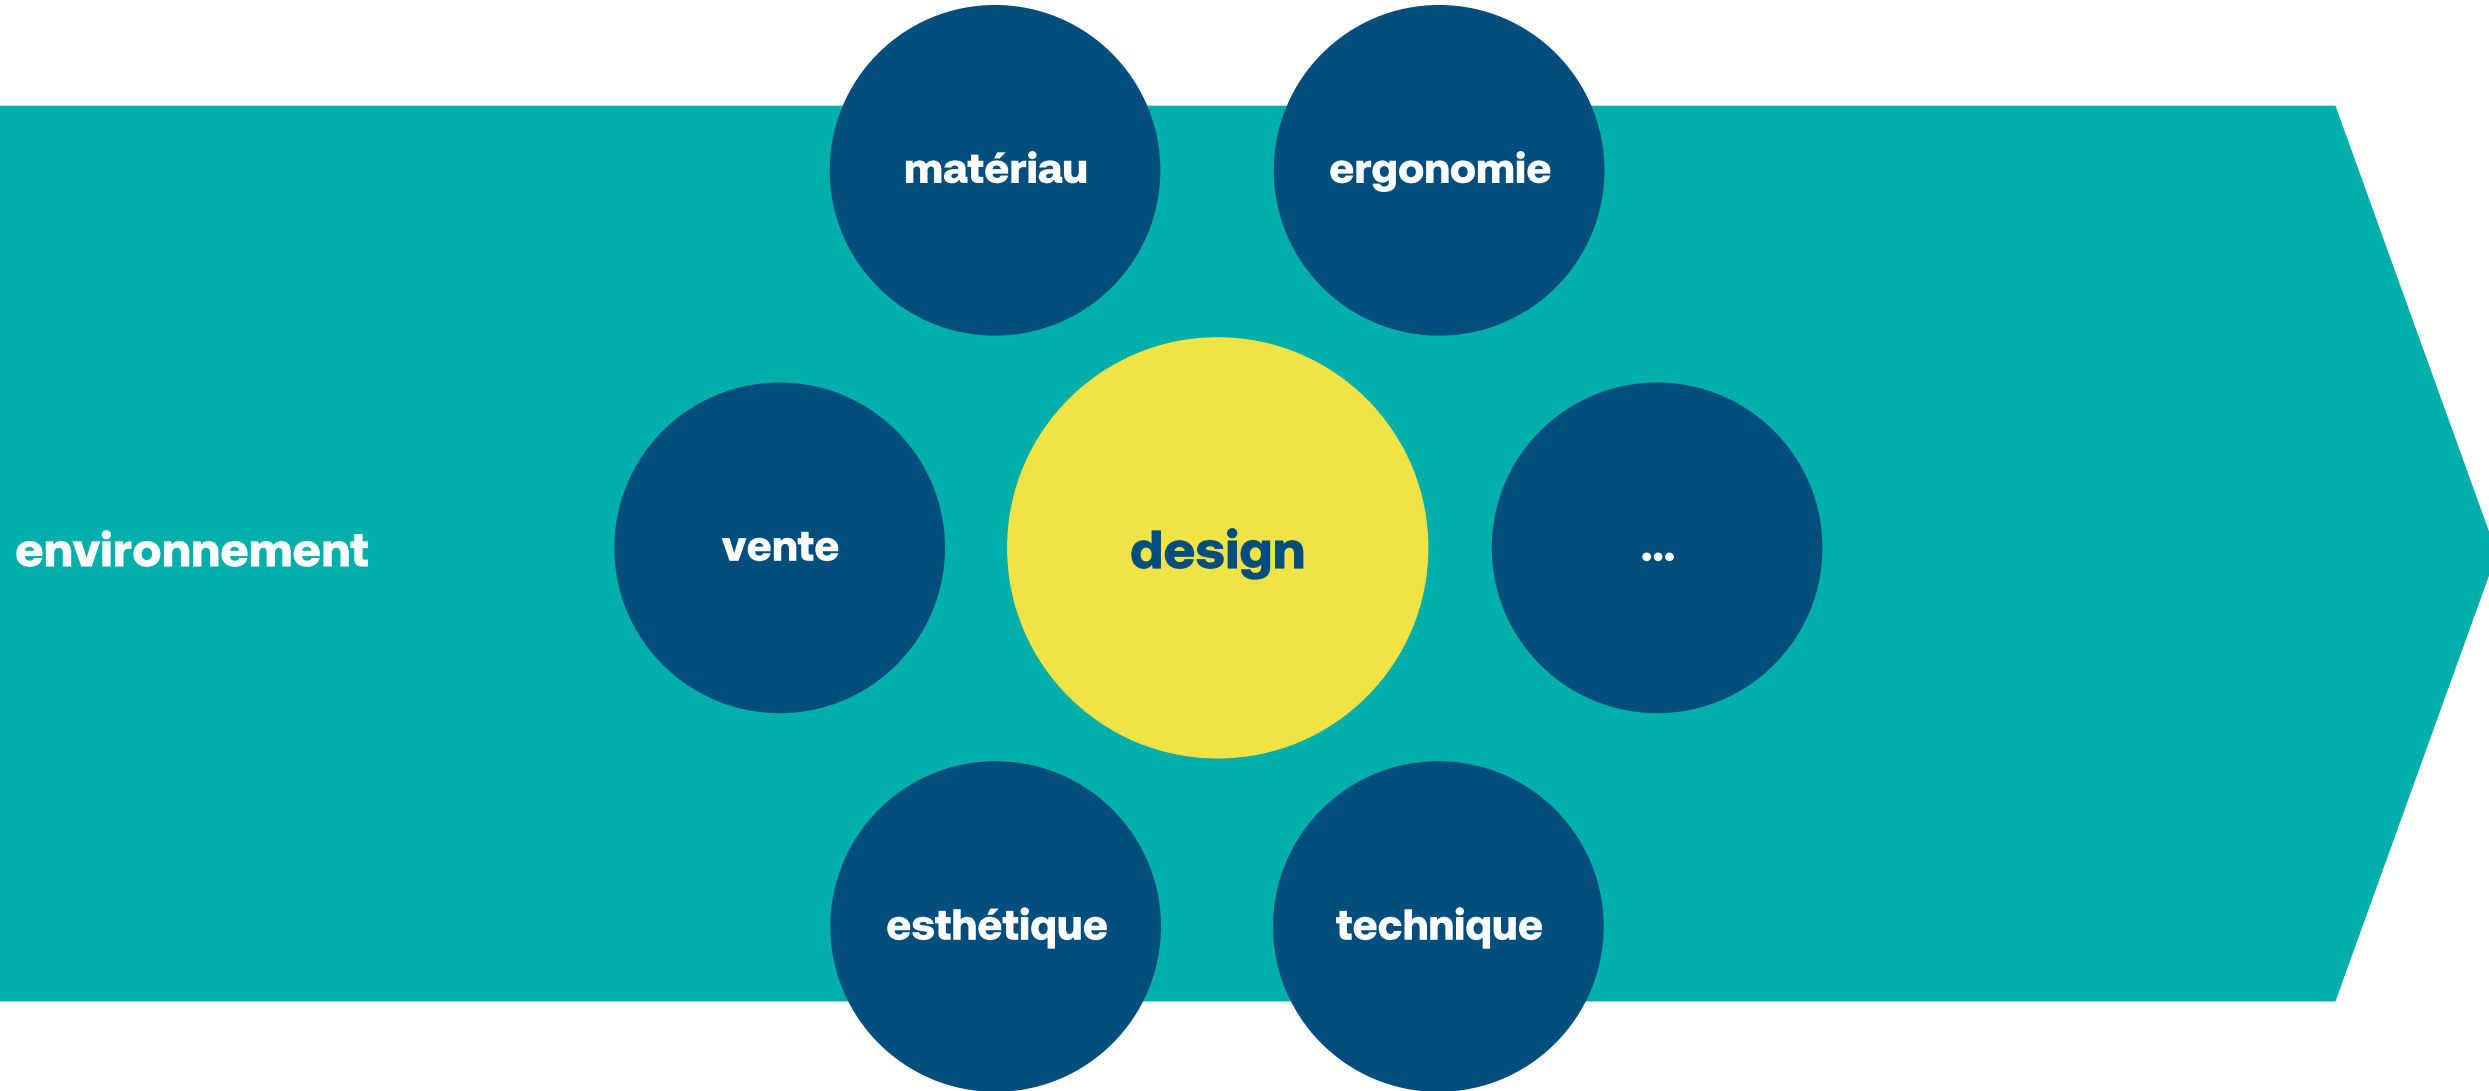 matériau
ergonomie
environnement
vente
design
...
esthétique
technique